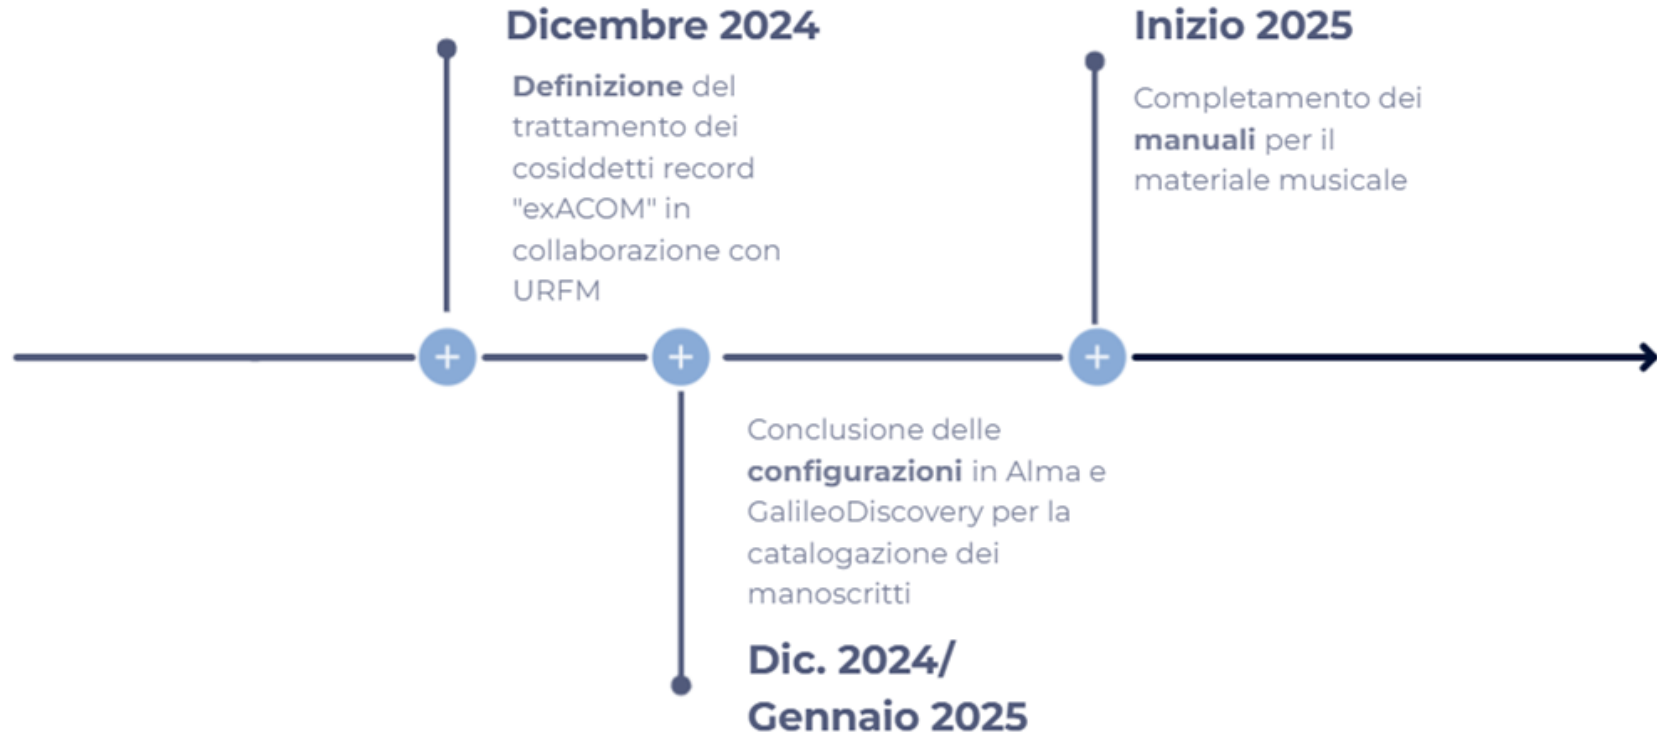 Dicembre 2024
Definizione del
trattamento dei
cosiddetti record
"exACOM" in
collaborazione con
URFM
Inizio 2025
Completamento dei
manuali per il
materiale musicale
Conclusione delle
configurazioni in Alma e
GalileoDiscovery per la
catalogazione dei
manoscritti
Dic. 2024/
Gennaio 2025